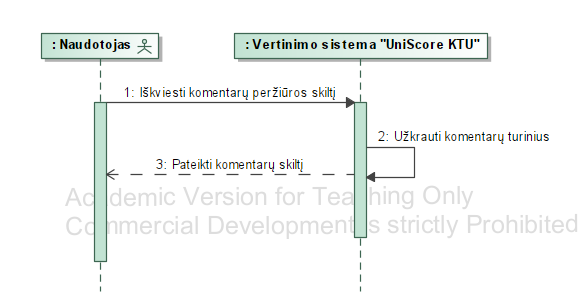 : Naudotojas
: Vertinimo sistema "UniScore KTU"
1: Iškviesti komentarų peržiūros skiltį
2: Užkrauti komentarų turinius
3: Pateikti komentarų skiltį
Academic Version for Teaching Only
Commercial Development is strictly Prohibited